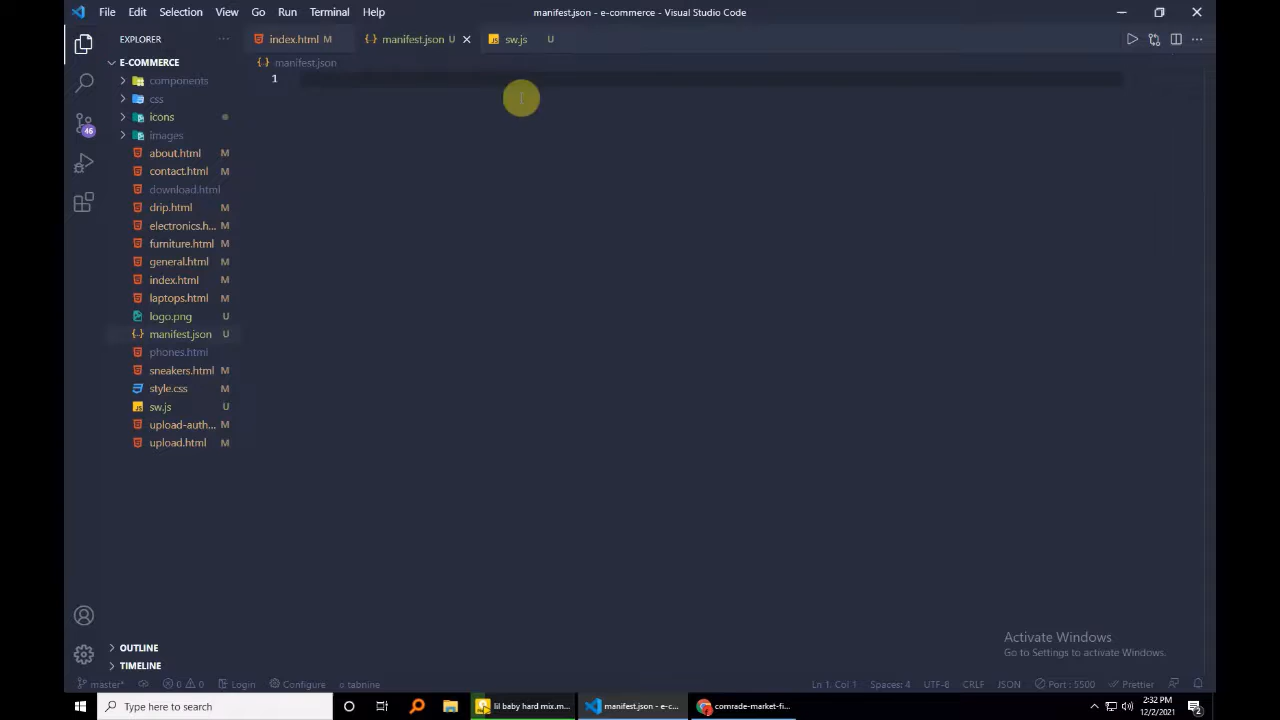 File Edit Selection View Go Run Terminal Help
manifest.json - e-commerce - Visual Studio Code
EXPLORER
index.html M
manifest.json U
sw.js U
E-COMMERCE
manifest.json
components
1
css
icons
images
46
about.html M
contact.html M
download.html
drip.html M
electronics.h... M
furniture.html M
general.html M
index.html M
laptops.html M
logo.png U
manifest.json U
phones.html
sneakers.html M
style.css M
sw.js U
upload-auth... M
upload.html M
Activate Windows
Go to Settings to activate Windows.
OUTLINE
TIMELINE
master* 0 0 Login Configure tabnine Ln 1, Col 1 Spaces: 4 UTF-8 CRLF JSON Port : 5500 Prettier
Type here to search
lil baby hard mix.m...
manifest.json - e-c...
comrade-market-fi...
2:32 PM
12/2/2021
2